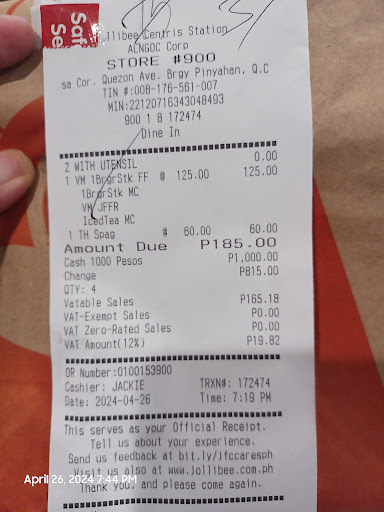 Jollibee Centris Station
ALNGOC Corp
STORE #900
sa Cor. Quezon Ave. Brgy Pinyahan, Q.C
TIN #:008-176-561-007
MIN:22120716343048493
900 1 8 172474
Dine In
2 WITH UTENSIL 0.00
1 VM 1BrgrStk FF @ 125.00 125.00
1BrgrStk MC
VM JFFR
IcedTea MC
1 TH Spag @ 60.00 60.00
Amount Due P185.00
Cash 1000 Pesos P1,000.00
Change P815.00
QTY: 4
Vatable Sales P165.18
VAT-Exempt Sales P0.00
VAT Zero-Rated Sales P0.00
VAT Amount(12%) P19.82
OR Number:0100153900
Cashier: JACKIE TRXN#: 172474
Date: 2024-04-26 Time: 7:19 PM
This serves as your Official Receipt.
Tell us about your experience.
Send us feedback at bit.ly/jfccaresph
Visit us also at www.jollibee.com.ph
Thank you, and please come again.
April 26, 2024 7:44 PM